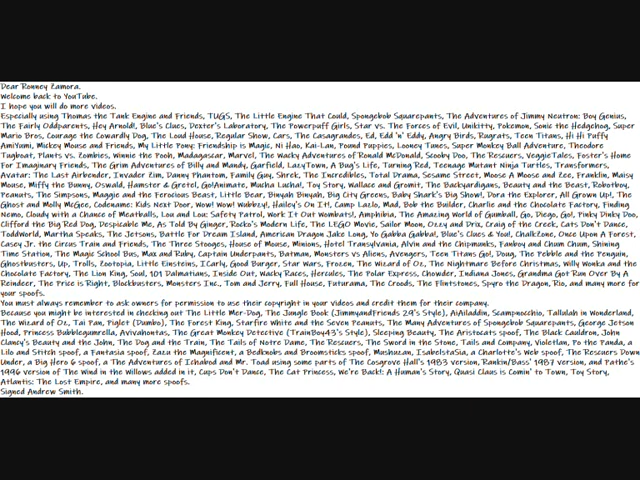 Dear Ronney Zamora.
Welcome back to YouTube.
I hope you will do more videos.
Especially using Thomas the Tank Engine and Friends, TUGS, The Little Engine That Could, Spongebob Squarepants, The Adventures of Jimmy Neutron: Boy Genius,
The Fairly Oddparents, Hey Arnold!, Blue's Clues, Dexter's Laboratory, The Powerpuff Girls, Star vs. The Forces of Evil, Unikitty, Pokemon, Sonic the Hedgehog, Super
Mario Bros, Courage the Cowardly Dog, The Loud House, Regular Show, Cars, The Casagrandes, Ed, Edd 'n' Eddy, Angry Birds, Rugrats, Teen Titans, Hi Hi Puffy
AmiYumi, Mickey Mouse and Friends, My Little Pony: Friendship is Magic, Ni Hao, Kai-Lan, Pound Puppies, Looney Tunes, Super Monkey Ball Adventure, Theodore
Tugboat, Plants vs. Zombies, Winnie the Pooh, Madagascar, Marvel, The Wacky Adventures of Ronald McDonald, Scooby Doo, The Rescuers, VeggieTales, Foster's Home
For Imaginary Friends, The Grim Adventures of Billy and Mandy, Garfield, LazyTown, A Bug's Life, Turning Red, Teenage Mutant Ninja Turtles, Transformers,
Avatar: The Last Airbender, Invader Zim, Danny Phantom, Family Guy, Shrek, The Incredibles, Total Drama, Sesame Street, Moose A Moose and Zee, Franklin, Maisy
Mouse, Miffy the Bunny, Oswald, Hamster & Gretel, Go!Animate, Mucha Lucha!, Toy Story, Wallace and Gromit, The Backyardigans, Beauty and the Beast, Robotboy,
Peanuts, The Simpsons, Maggie and the Ferocious Beast, Little Bear, Binyah Binyah, Big City Greens, Baby Shark's Big Show!, Dora the Explorer, All Grown Up!, The
Ghost and Molly McGee, Codename: Kids Next Door, Wow! Wow! Wubbzy!, Hailey's On It!, Camp Lazlo, Mad, Bob the Builder, Charlie and the Chocolate Factory, Finding
Nemo, Cloudy with a Chance of Meatballs, Lou and Lou: Safety Patrol, Work It Out Wombats!, Amphibia, The Amazing World of Gumball, Go, Diego, Go!, Pinky Dinky Doo,
Clifford the Big Red Dog, Despicable Me, As Told By Ginger, Rocko's Modern Life, The LEGO Movie, Sailor Moon, Ozzy and Drix, Craig of the Creek, Cats Don't Dance,
ToddWorld, Martha Speaks, The Jetsons, Battle For Dream Island, American Dragon Jake Long, Yo Gabba Gabba!, Blue's Clues & You!, ChalkZone, Once Upon A Forest,
Casey Jr. the Circus Train and Friends, The Three Stooges, House of Mouse, Minions, Hotel Transylvania, Alvin and the Chipmunks, Fanboy and Chum Chum, Shining
Time Station, The Magic School Bus, Max and Ruby, Captain Underpants, Batman, Monsters vs Aliens, Avengers, Teen Titans Go!, Doug, The Pebble and the Penguin,
Ghostbusters, Up, Trolls, Zootopia, Little Einsteins, ICarly, Good Burger, Star Wars, Frozen, The Wizard of Oz, The Nightmare Before Christmas, Willy Wonka and the
Chocolate Factory, The Lion King, Soul, 101 Dalmatians, Inside Out, Wacky Races, Hercules, The Polar Express, Chowder, Indiana Jones, Grandma Got Run Over By A
Reindeer, The Price is Right, Blockbusters, Monsters Inc., Tom and Jerry, Full House, Futurama, The Croods, The Flintstones, Spyro the Dragon, Rio, and many more for
your spoofs.
You must always remember to ask owners for permission to use their copyright in your videos and credit them for their company.
Because you might be interested in checking out The Little Mer-Dog, The Jungle Book (JimmyandFriends 29's Style), AiAiladdin, Scampnocchio, Tallulah in Wonderland,
The Wizard of Oz, Tai Fan, Figlet (Dumbo), The Forest King, Starfire White and the Seven Peanuts, The Many Adventures of Spongebob Squarepants, George Jetson
Hood, Princess Bubblegumrella, Avivahontas, The Great Monkey Detective (TrainBoy43's Style), Sleeping Beauty, The Aristocats spoof, The Black Cauldron, John
Clancy's Beauty and the John, The Dog and the Train, The Tails of Notre Dame, The Rescuers, The Sword in the Stone, Tails and Company, Violetlan, Po the Panda, a
Lilo and Stitch spoof, a Fantasia spoof, Zazu the Magnificent, a Bedknobs and Broomsticks spoof, Mushuzan, IsabelstaSia, a Charlotte's Web spoof, The Rescuers Down
Under, a Big Hero 6 spoof, a The Adventures of Ichabod and Mr. Toad using some parts of The Cosgrove Hall's 1983 version, Rankin/Bass' 1987 version, and Pathe's
1996 version of The Wind in the Willows added in it, Cups Don't Dance, The Cat Princess, We're Back!: A Human's Story, Quasi Claus is Comin' to Town, Toy Story,
Atlantis: The Lost Empire, and many more spoofs.
Signed Andrew Smith.